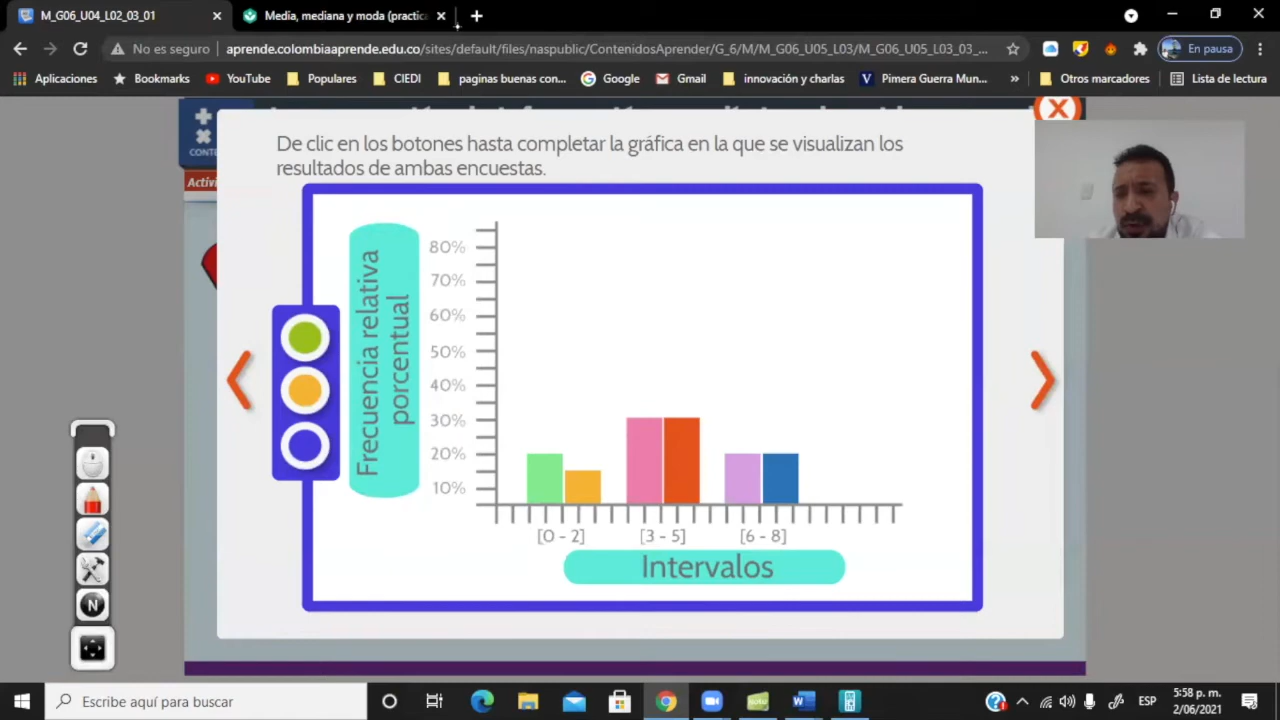 M_G06_U04_L02_03_01
Media, mediana y moda (practica
No es seguro
aprende.colombiaaprende.edu.co/sites/default/files/naspublic/ContenidosAprender/G_6/M/M_G06_U05_L03/M_G06_U05_L03_03_...
En pausa
Aplicaciones
Bookmarks
YouTube
Populares
CIEDI
paginas buenas con...
Google
Gmail
innovación y charlas
Pimera Guerra Mun...
»
Otros marcadores
Lista de lectura
CONTE
Activi
De clic en los botones hasta completar la gráfica en la que se visualizan los
resultados de ambas encuestas.
Frecuencia relativa
porcentual
80%
70%
60%
50%
40%
30%
20%
10%
[0 - 2]
[3 - 5]
[6 - 8]
Intervalos
N
Escribe aquí para buscar
ESP
5:58 p. m.
2/06/2021